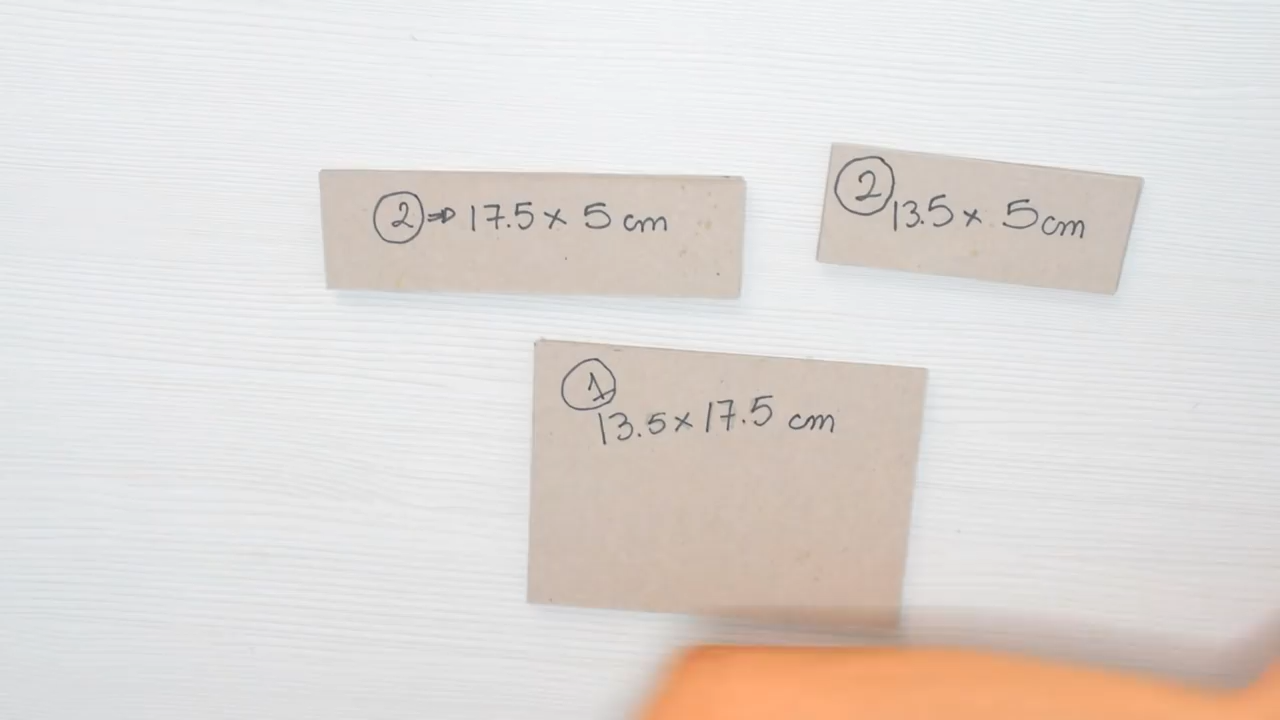 ② ⇒ 17.5 x 5 cm
②
13.5 x 5 cm
①
13.5 x 17.5 cm